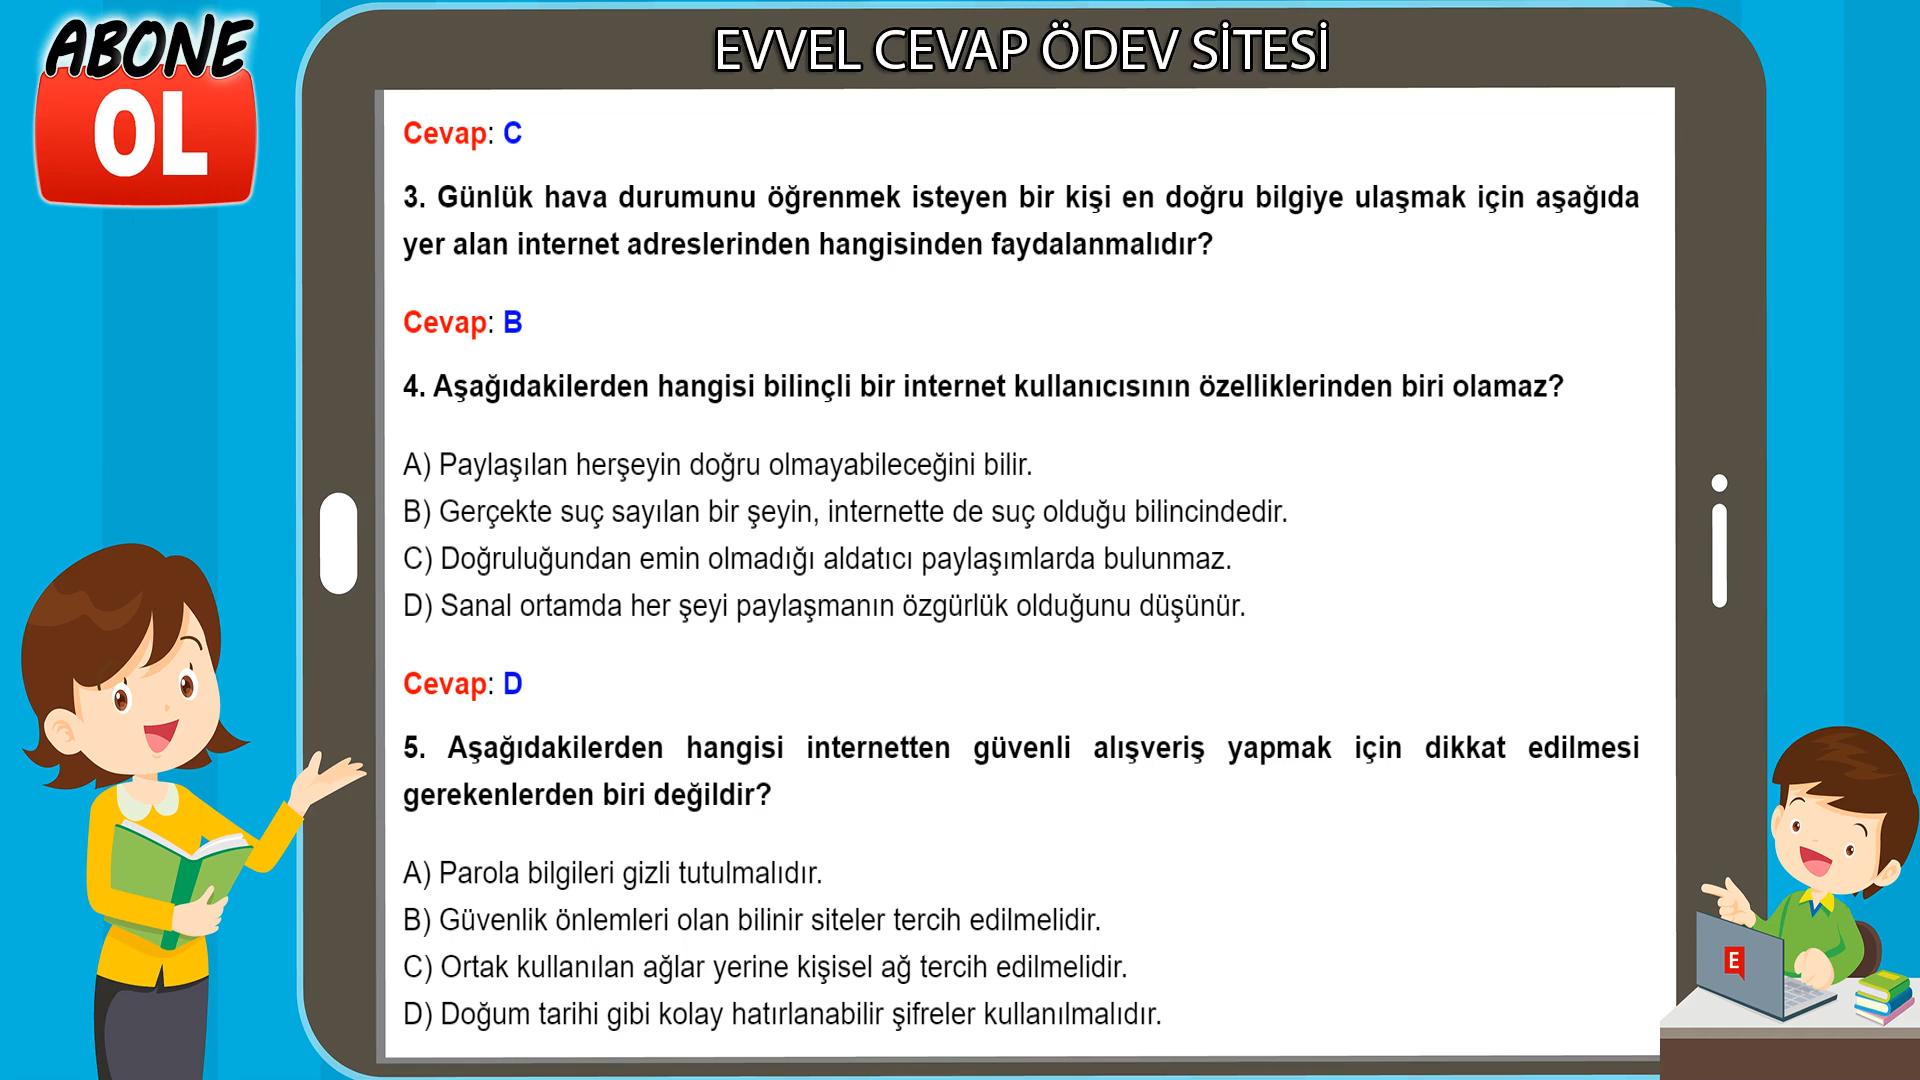 ABONE
OL
EVVEL CEVAP ÖDEV SİTESİ
Cevap: C
3. Günlük hava durumunu öğrenmek isteyen bir kişi en doğru bilgiye ulaşmak için aşağıda
yer alan internet adreslerinden hangisinden faydalanmalıdır?
Cevap: B
4. Aşağıdakilerden hangisi bilinçli bir internet kullanıcısının özelliklerinden biri olamaz?
A) Paylaşılan herşeyin doğru olmayabileceğini bilir.
B) Gerçekte suç sayılan bir şeyin, internette de suç olduğu bilincindedir.
C) Doğruluğundan emin olmadığı aldatıcı paylaşımlarda bulunmaz.
D) Sanal ortamda her şeyi paylaşmanın özgürlük olduğunu düşünür.
Cevap: D
5. Aşağıdakilerden hangisi internetten güvenli alışveriş yapmak için dikkat edilmesi
gerekenlerden biri değildir?
A) Parola bilgileri gizli tutulmalıdır.
B) Güvenlik önlemleri olan bilinir siteler tercih edilmelidir.
C) Ortak kullanılan ağlar yerine kişisel ağ tercih edilmelidir.
D) Doğum tarihi gibi kolay hatırlanabilir şifreler kullanılmalıdır.
E